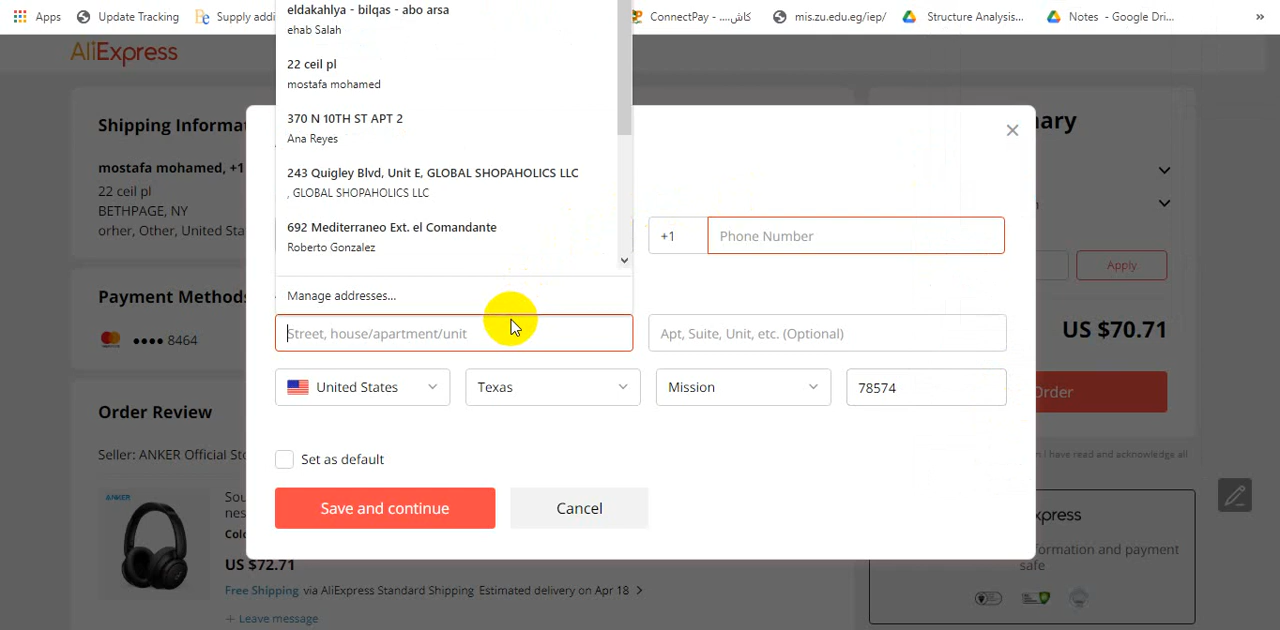 Apps
Update Tracking
Supply addi
ConnectPay -.... كاش
mis.zu.edu.eg/iep/
Structure Analysis...
Notes - Google Dri...
»
AliExpress
eldakahlya - bilqas - abo arsa
ehab Salah
22 ceil pl
mostafa mohamed
370 N 10TH ST APT 2
Ana Reyes
243 Quigley Blvd, Unit E, GLOBAL SHOPAHOLICS LLC
, GLOBAL SHOPAHOLICS LLC
692 Mediterraneo Ext. el Comandante
Roberto Gonzalez
Manage addresses...
Shipping Informa
mostafa mohamed, +1
22 ceil pl
BETHPAGE, NY
orher, Other, United Sta
Payment Methods
•••• 8464
Order Review
Seller: ANKER Official Sto
ANKER
Sou
nes
Colo
US $72.71
Free Shipping via AliExpress Standard Shipping Estimated delivery on Apr 18
+ Leave message
+1
Phone Number
Street, house/apartment/unit
Apt, Suite, Unit, etc. (Optional)
United States
Texas
Mission
78574
Set as default
Save and continue
Cancel
mary
Apply
US $70.71
Order
I have read and acknowledge all
xpress
formation and payment
safe